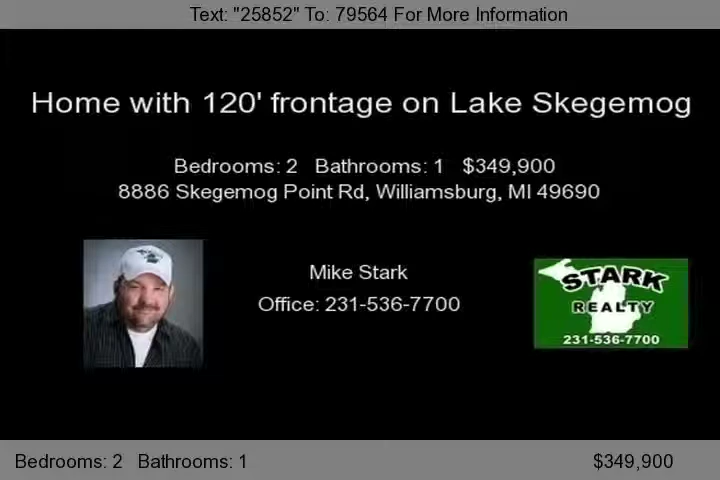 Text: "25852" To: 79564 For More Information
Home with 120' frontage on Lake Skegemog
Bedrooms: 2 Bathrooms: 1 $349,900
8886 Skegemog Point Rd, Williamsburg, MI 49690
Mike Stark
Office: 231-536-7700
STARK
REALTY
231-536-7700
Bedrooms: 2 Bathrooms: 1 $349,900